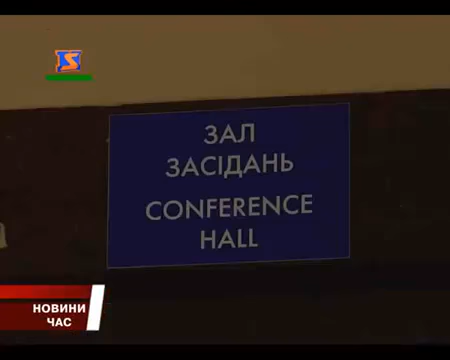 ЗАЛ
ЗАСІДАНЬ
CONFERENCE
HALL
НОВИНИ
ЧАС